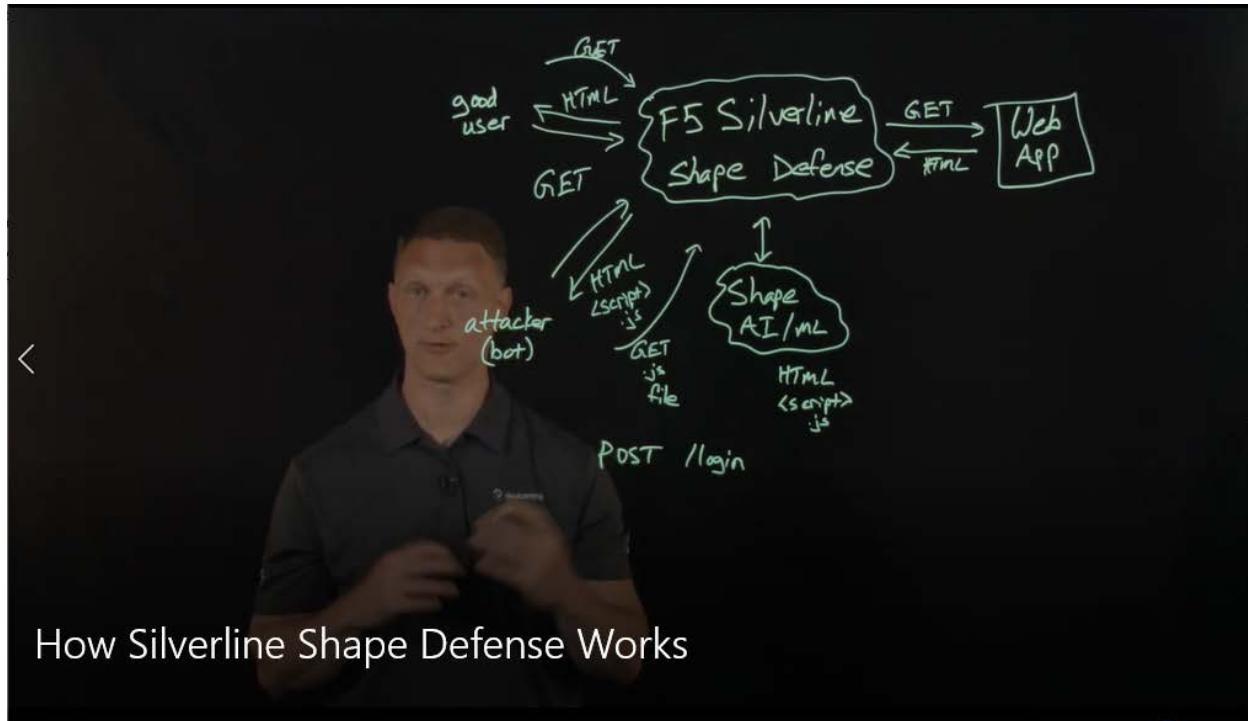 GET
good
user
HTML
F5 Silverline
Shape Defense
GET
HTML
Web
App
GET
HTML
<script>
.js
attacker
(bot)
GET
.js
file
Shape
AI/ML
HTML
<script>
.js
POST /login
How Silverline Shape Defense Works